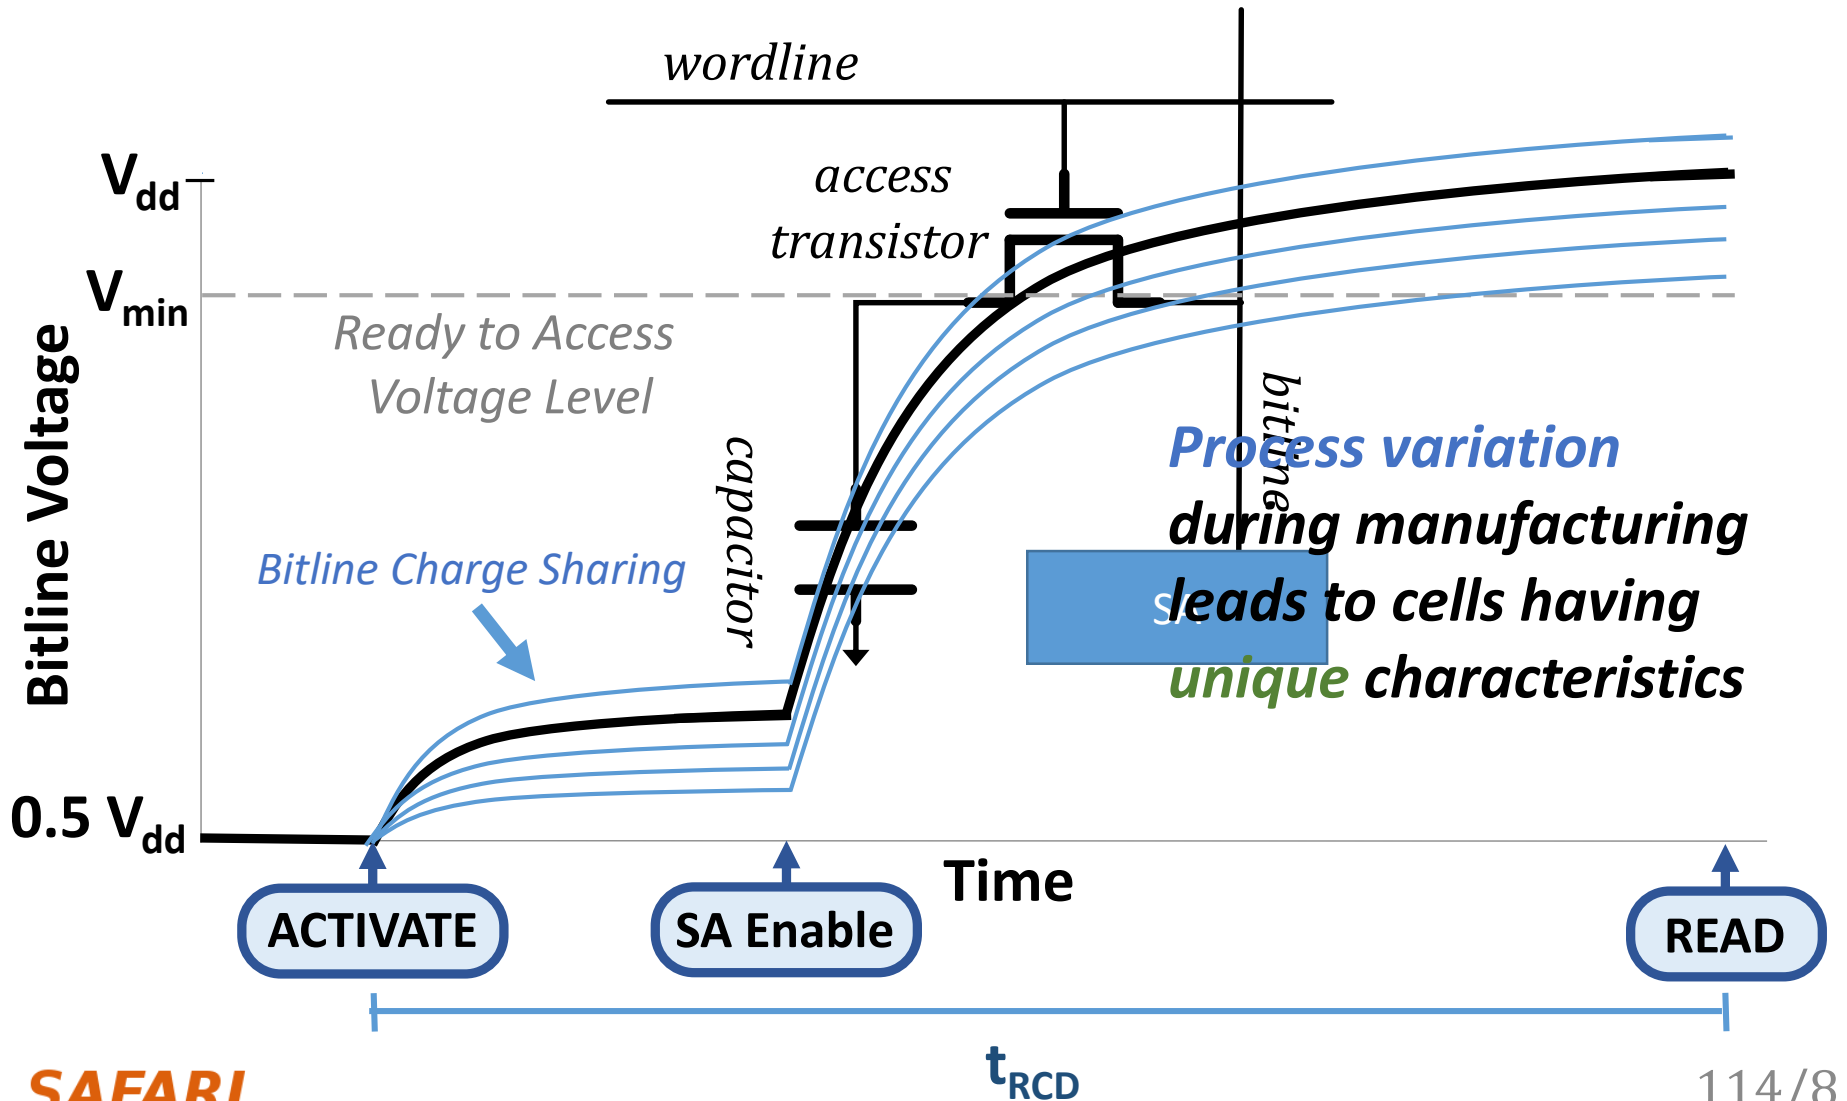 wordline
access
transistor
Vdd
Vmin
Ready to Access
Voltage Level
Bitline Voltage
capacitor
bitline
Process variation
during manufacturing
leads to cells having
unique characteristics
SA
Bitline Charge Sharing
0.5 Vdd
Time
ACTIVATE
SA Enable
READ
tRCD
SAFARI
114/8